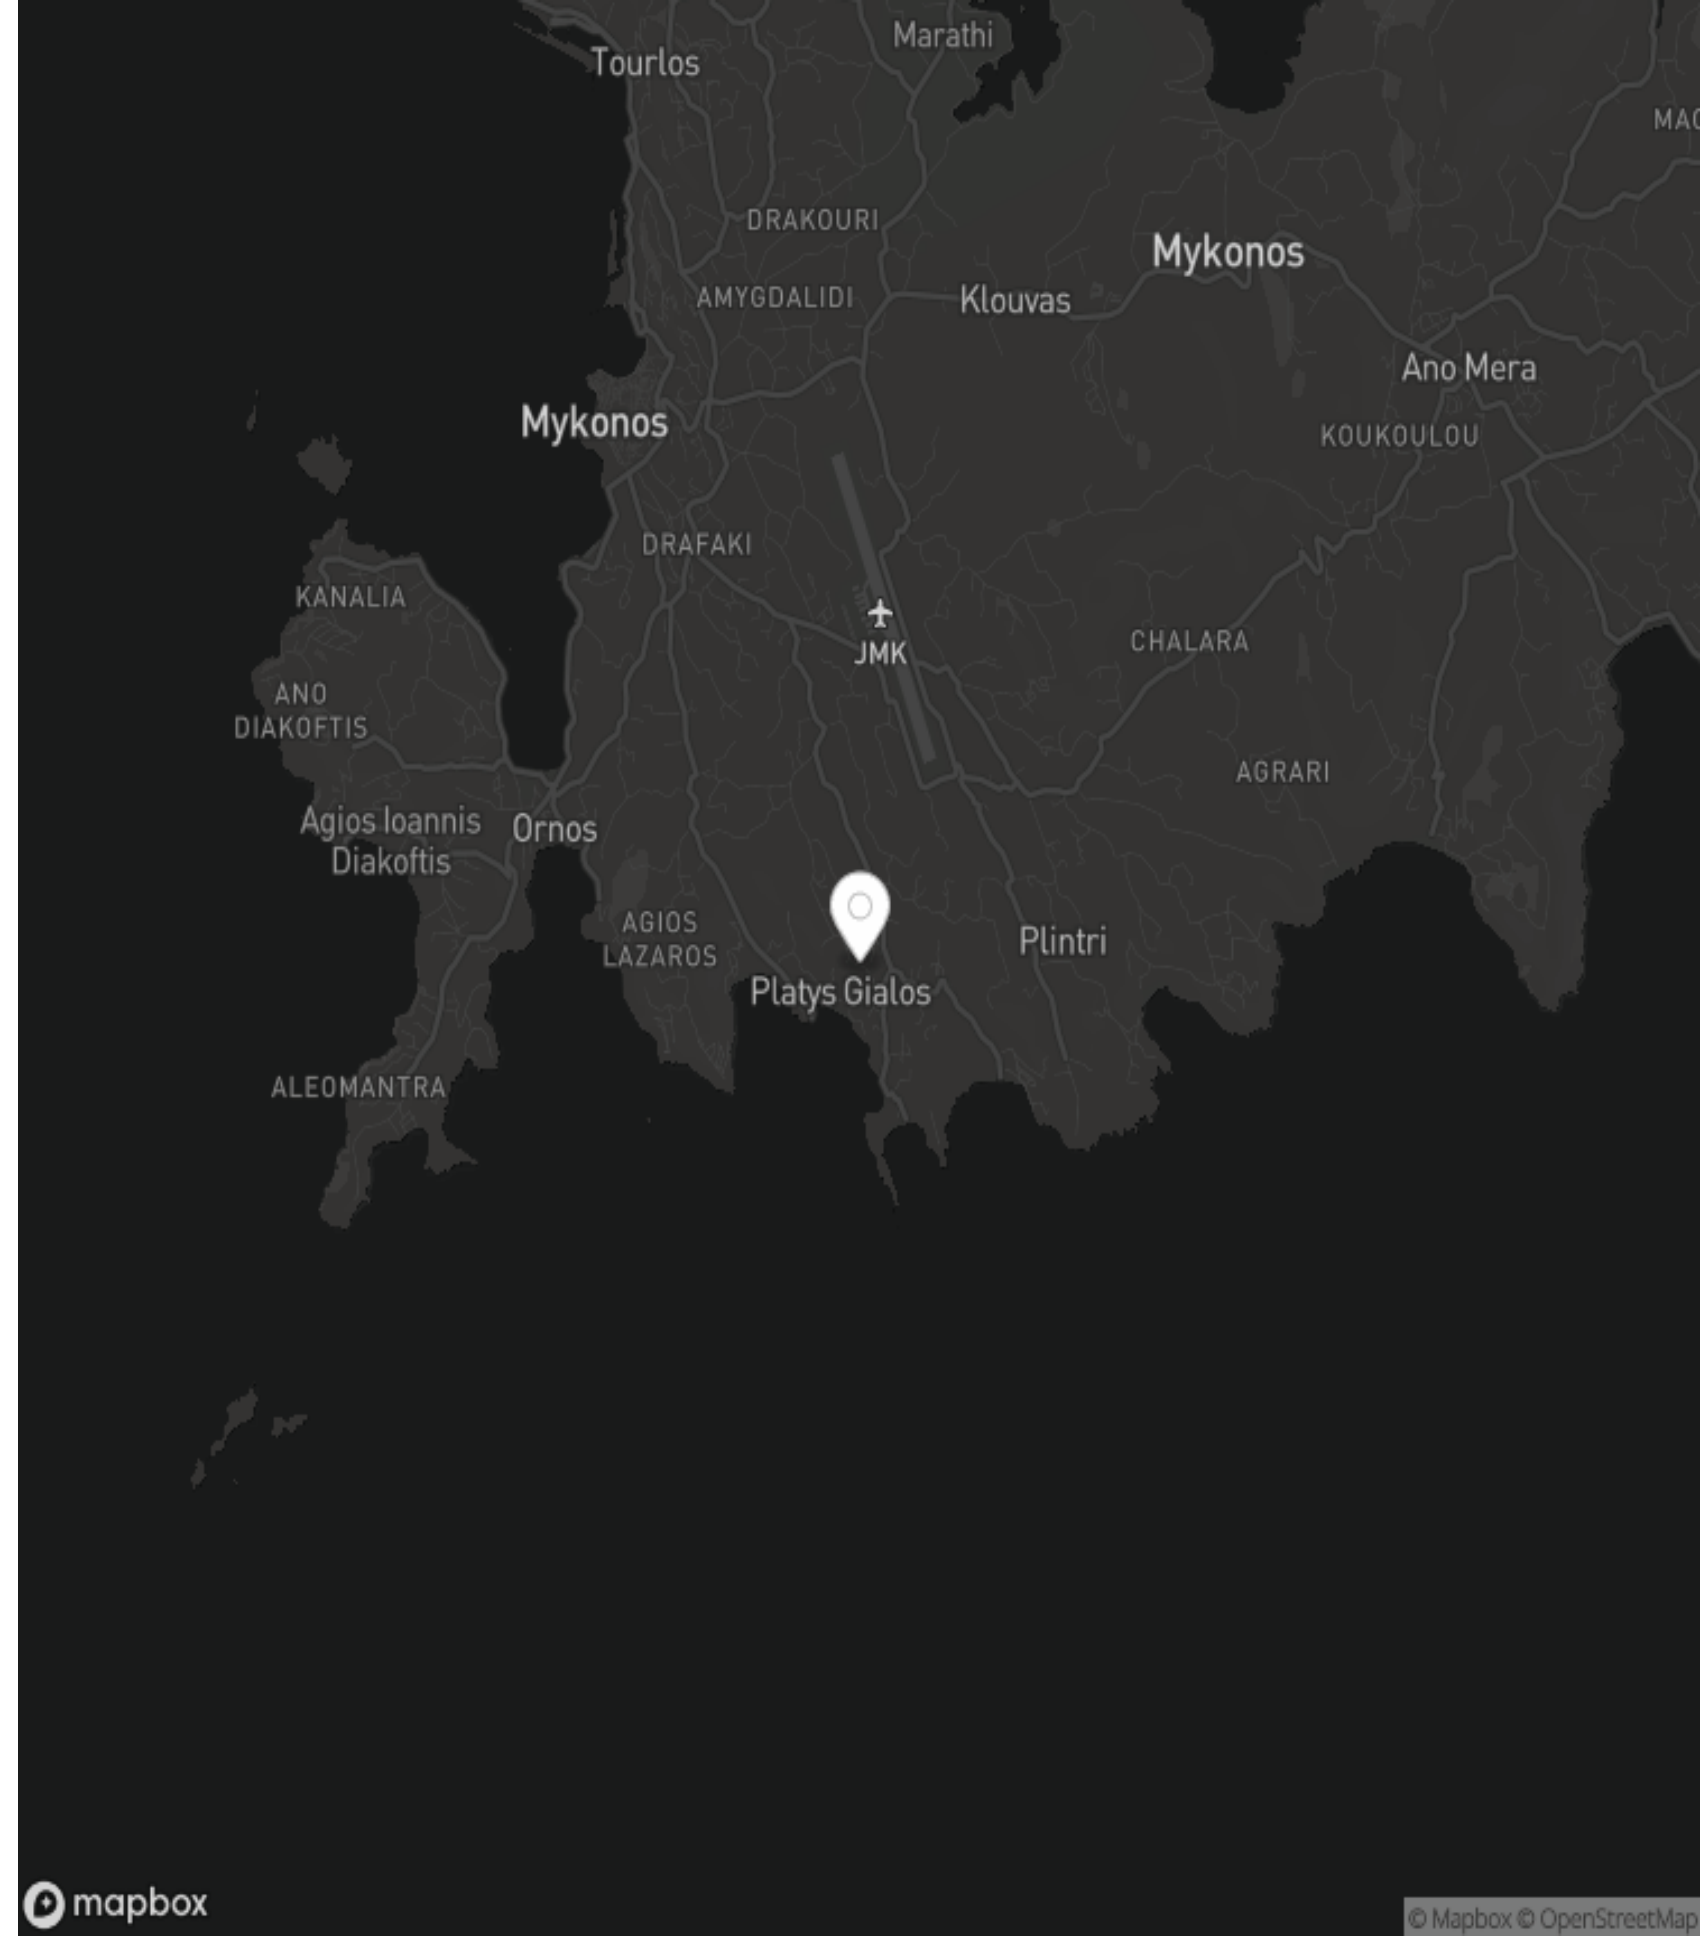 Marathi
Tourlos
DRAKOURI
Mykonos
AMYGDALIDI
Klouvas
Ano Mera
Mykonos
KOUKOULOU
DRAFAKI
KANALIA
JMK
CHALARA
ANO
DIAKOFTIS
AGRARI
Agios Ioannis
Diakoftis
Ornos
AGIOS
LAZAROS
Plintri
Platys Gialos
ALEOMANTRA
mapbox
© Mapbox © OpenStreetMap